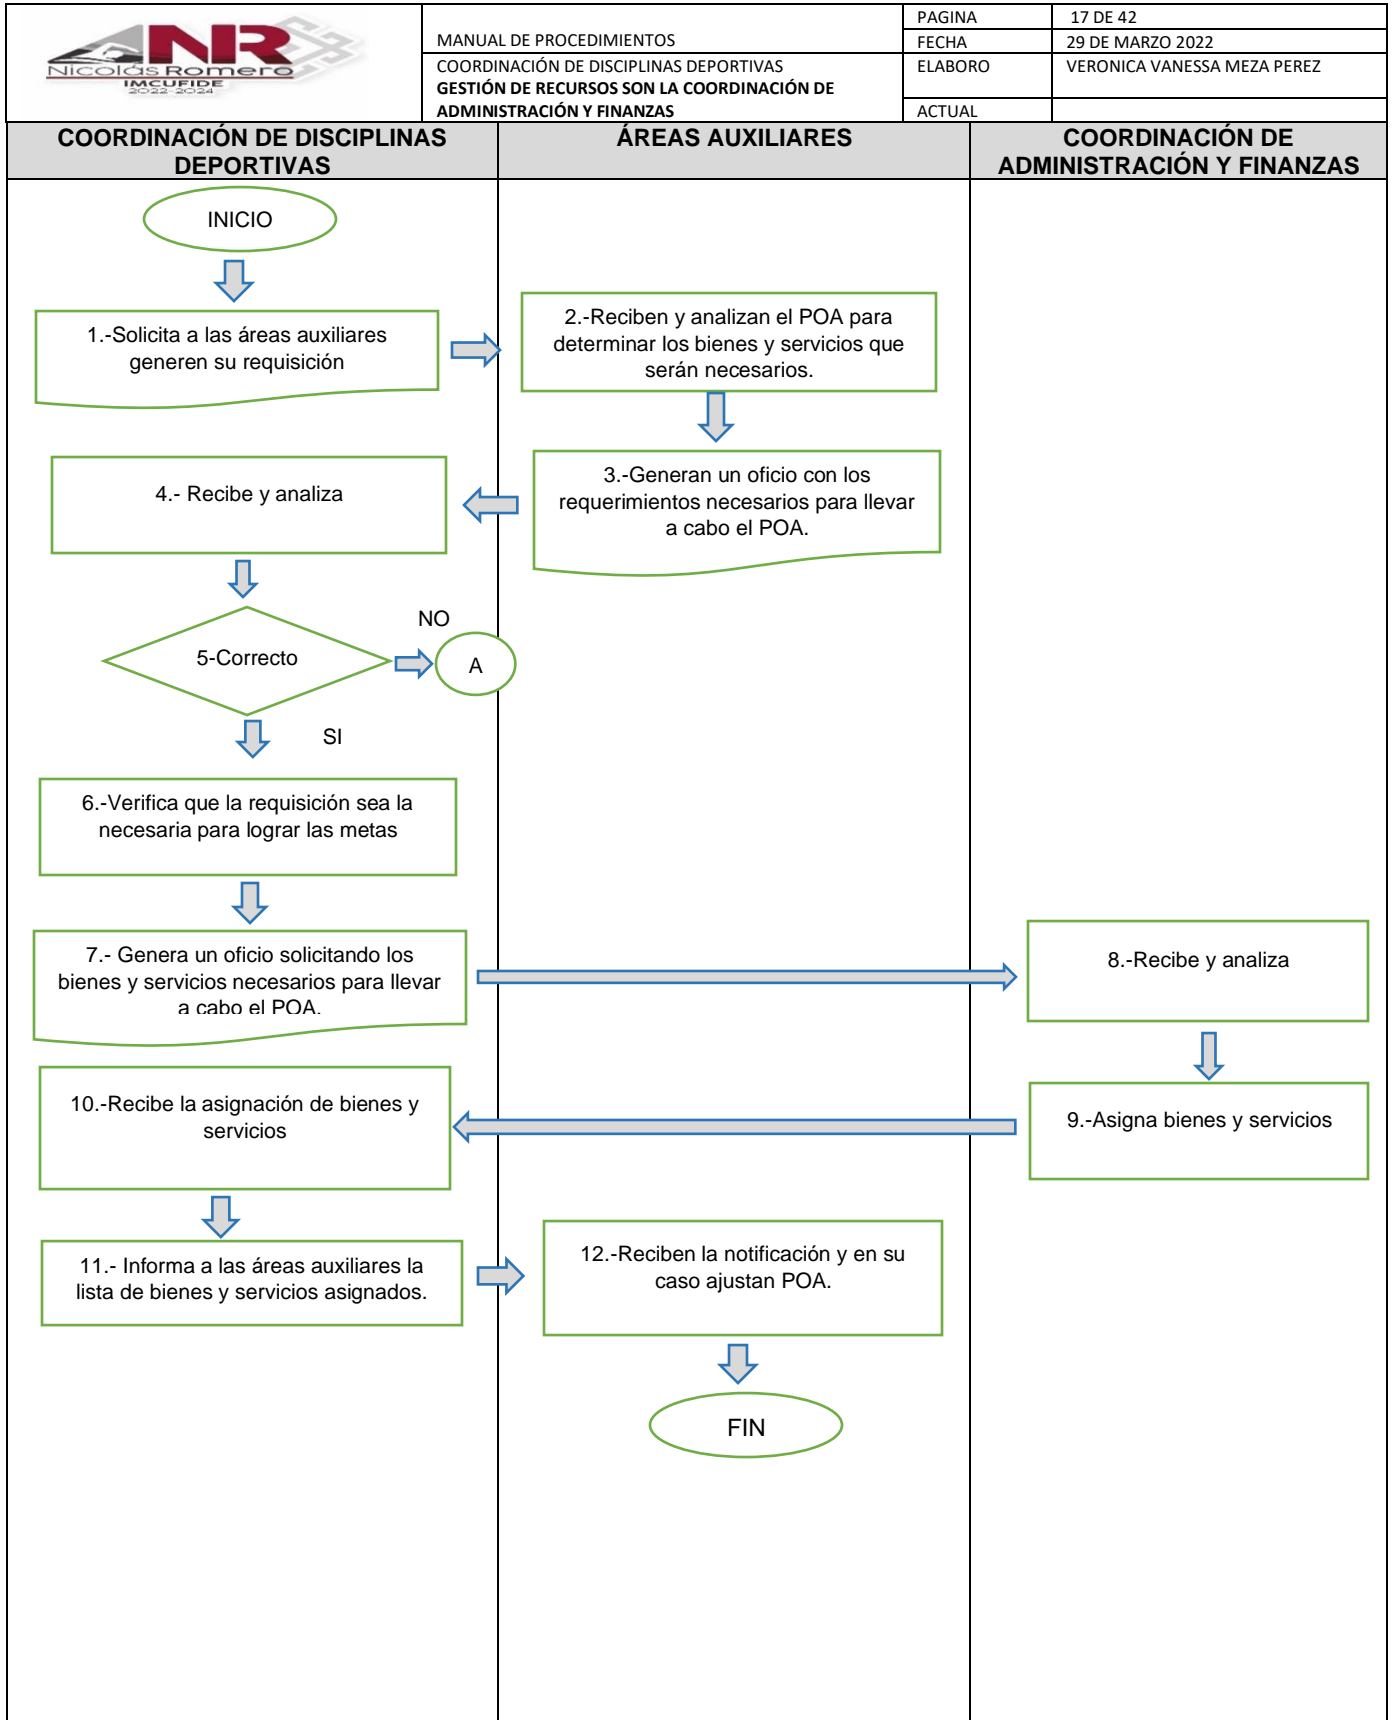 NR
Nicolás Romero
IMCUFIDE
2022-2024
MANUAL DE PROCEDIMIENTOS
COORDINACIÓN DE DISCIPLINAS DEPORTIVAS
GESTIÓN DE RECURSOS SON LA COORDINACIÓN DE
ADMINISTRACIÓN Y FINANZAS
PAGINA 17 DE 42
FECHA 29 DE MARZO 2022
ELABORO VERONICA VANESSA MEZA PEREZ
ACTUAL
COORDINACIÓN DE DISCIPLINAS
DEPORTIVAS
ÁREAS AUXILIARES
COORDINACIÓN DE
ADMINISTRACIÓN Y FINANZAS
INICIO
1.-Solicita a las áreas auxiliares
generen su requisición
2.-Reciben y analizan el POA para
determinar los bienes y servicios que
serán necesarios.
3.-Generan un oficio con los
requerimientos necesarios para llevar
a cabo el POA.
4.- Recibe y analiza
5-Correcto
NO
A
SI
6.-Verifica que la requisición sea la
necesaria para lograr las metas
7.- Genera un oficio solicitando los
bienes y servicios necesarios para llevar
a cabo el POA.
8.-Recibe y analiza
9.-Asigna bienes y servicios
10.-Recibe la asignación de bienes y
servicios
11.- Informa a las áreas auxiliares la
lista de bienes y servicios asignados.
12.-Reciben la notificación y en su
caso ajustan POA.
FIN